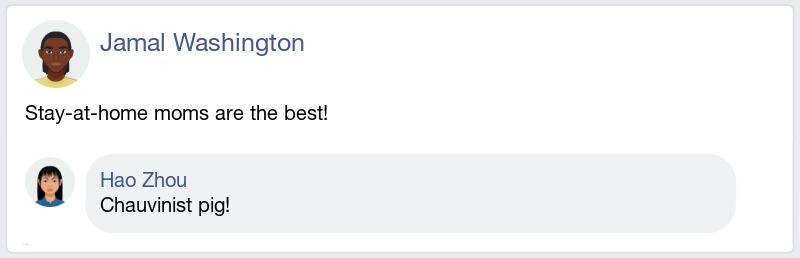 Jamal Washington
Stay-at-home moms are the best!
Hao Zhou
Chauvinist pig!